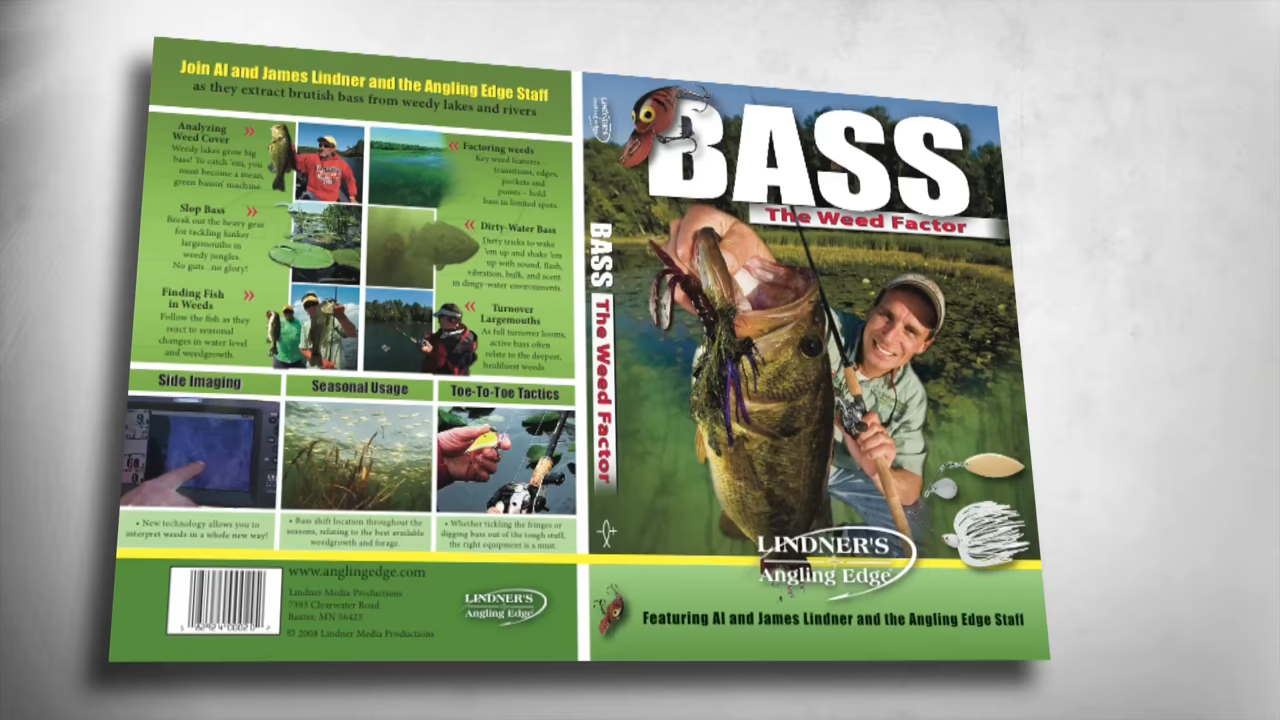 Join Al and James Lindner and the Angling Edge Staff
as they extract brutish bass from weedy lakes and rivers
Analyzing
Weed Cover
Weedy lakes grow big
bass! To catch 'em, you
must become a mean,
green bassin' machine.
Slop Bass
Break out the heavy gear
for tackling lunker
largemouths in
weedy jungles.
No guts...no glory!
Finding Fish
in Weeds
Follow the fish as they
react to seasonal
changes in water level
and weedgrowth.
Factoring weeds
Key weed features –
transitions, edges,
pockets and
points – hold
bass in limited spots.
Dirty-Water Bass
Dirty tricks to wake
'em up and shake 'em
up with sound, flash,
vibration, bulk, and scent
in dingy-water environments.
Turnover
Largemouths
As fall turnover looms,
active bass often
relate to the deepest,
healthiest weeds.
Side Imaging
Seasonal Usage
Toe-To-Toe Tactics
• New technology allows you to
interpret weeds in a whole new way!
• Bass shift location throughout the
seasons, relating to the best available
weedgrowth and forage.
• Whether tickling the fringes or
digging bass out of the tough stuff,
the right equipment is a must.
www.anglingedge.com
Lindner Media Productions
7393 Clearwater Road
Baxter, MN 56425
© 2008 Lindner Media Productions
LINDNER'S
Angling Edge
LINDNER'S
Angling Edge
BASS The Weed Factor
BASS
The Weed Factor
LINDNER'S
Angling Edge
Featuring Al and James Lindner and the Angling Edge Staff